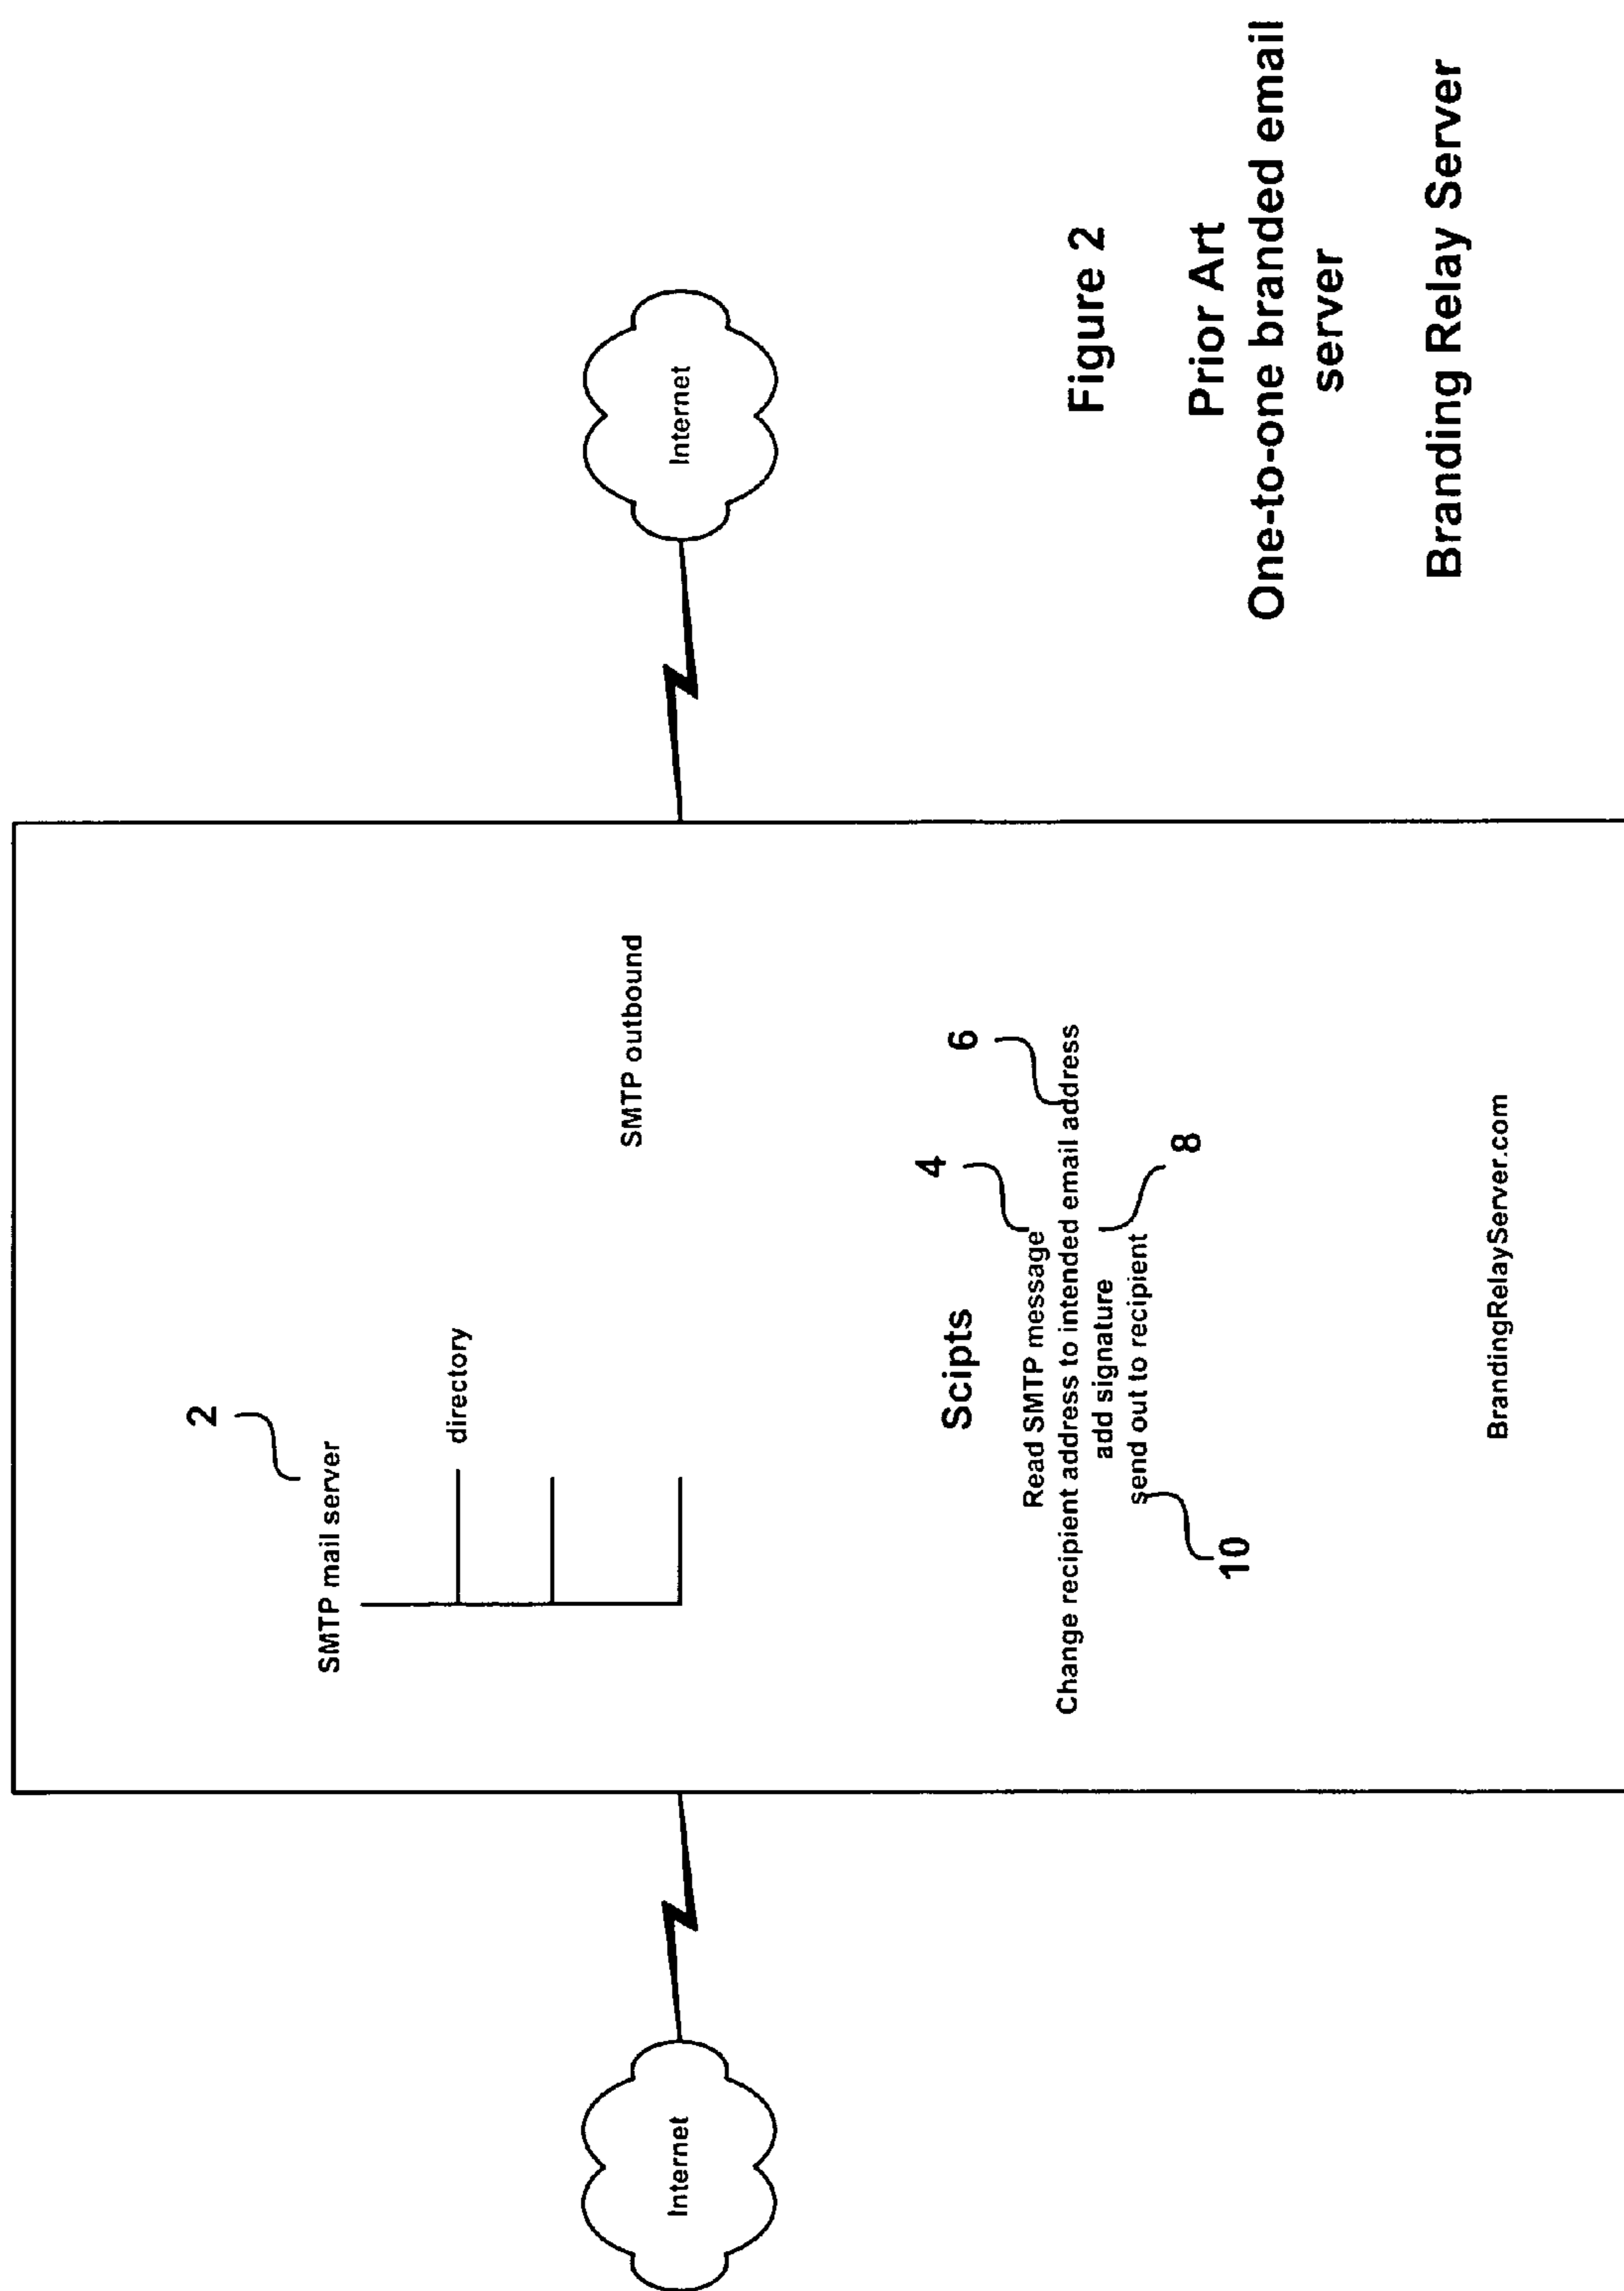 2
SMTP mail server
directory
Internet
SMTP outbound
Internet
Scipts
4
6
Read SMTP message
Change recipient address to intended email address
add signature
8
send out to recipient
10
BrandingRelayServer.com
Figure 2
Prior Art
One-to-one branded email
server
Branding Relay Server